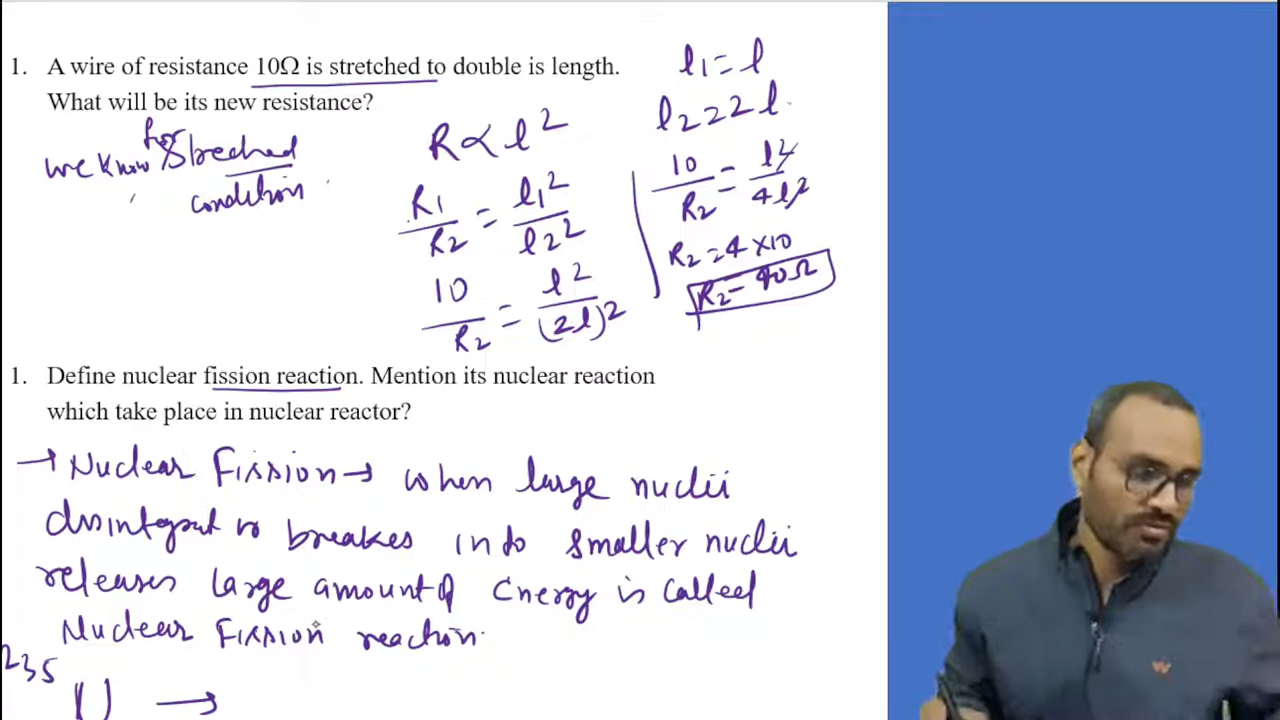 1. A wire of resistance 10Ω is stretched to double is length.
What will be its new resistance?
we know for Streched
condition
R ∝ l²
R₁/R₂ = l₁²/l₂²
10/R₂ = l²/(2l)²
l₁ = l
l₂ = 2l
10/R₂ = l²/4l²
R₂ = 4 × 10
R₂ = 40Ω
1. Define nuclear fission reaction. Mention its nuclear reaction
which take place in nuclear reactor?
→ Nuclear Fission → when large nuclii
breakes into smaller nuclii
releases large amount of Energy is called
Nuclear Fission reaction.
235
U →